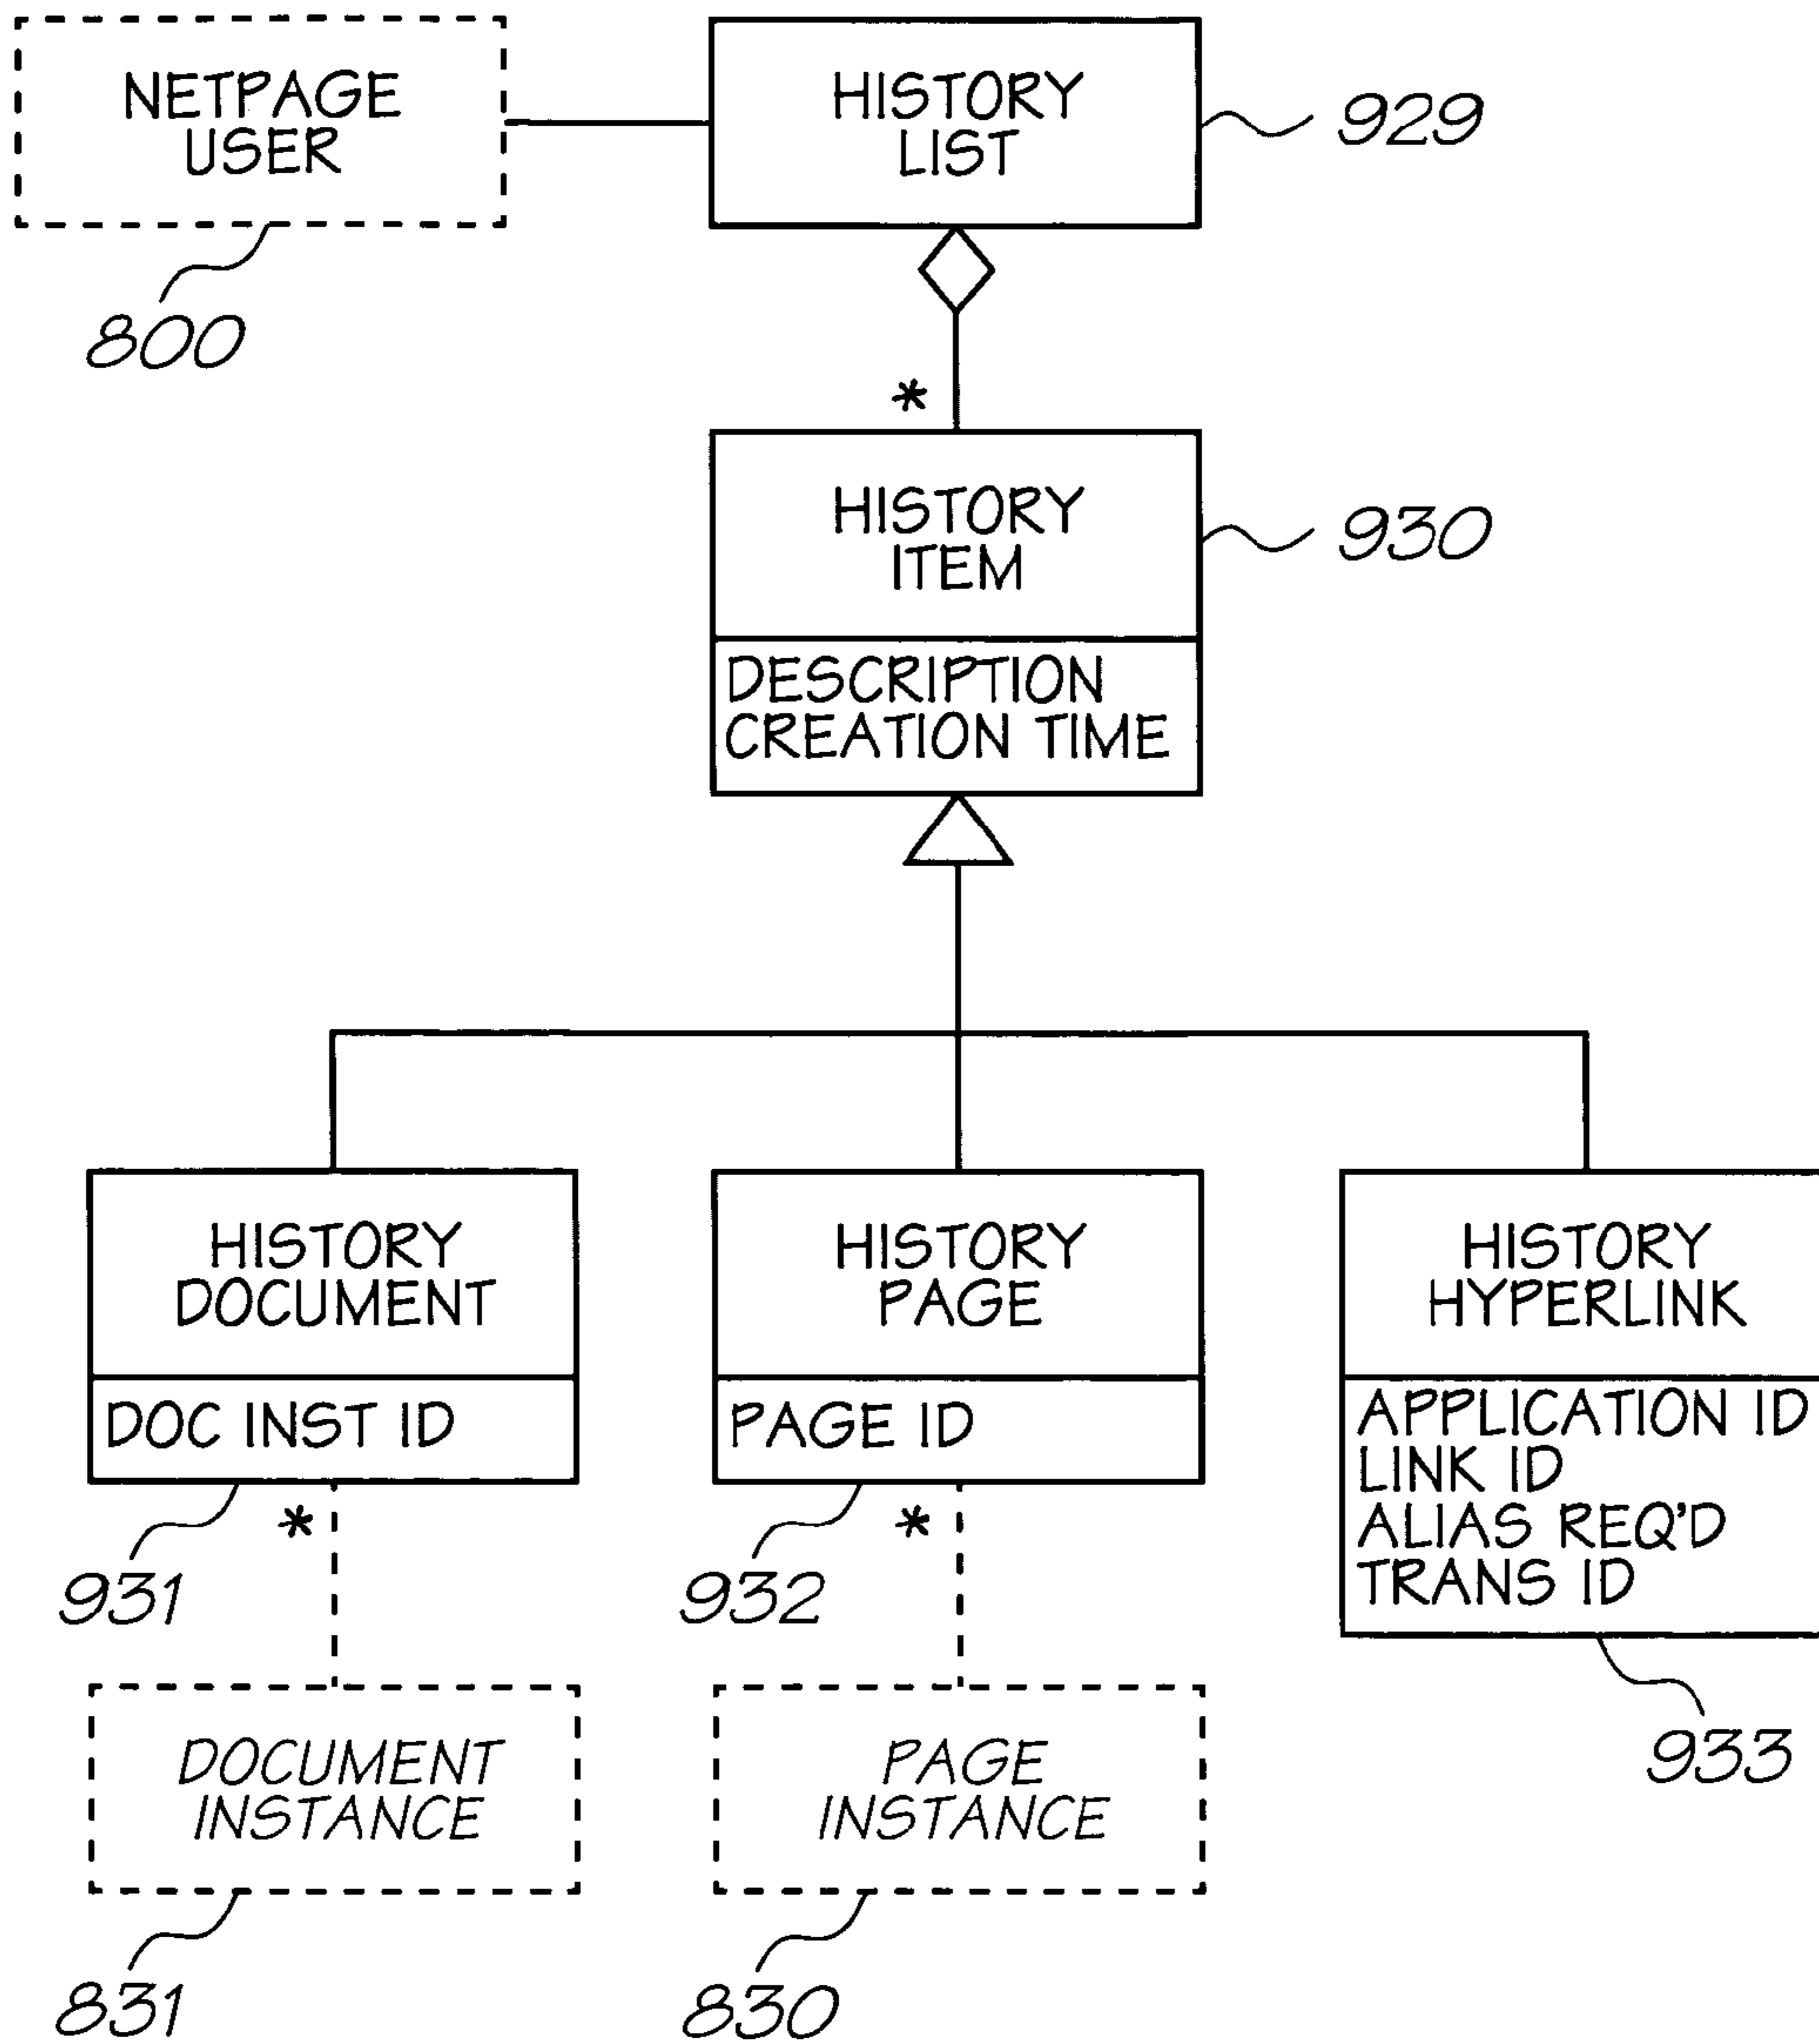 NETPAGE
USER
800
HISTORY
LIST
929
*
HISTORY
ITEM
930
DESCRIPTION
CREATION TIME
HISTORY
DOCUMENT
DOC INST ID
*
931
HISTORY
PAGE
PAGE ID
*
932
HISTORY
HYPERLINK
APPLICATION ID
LINK ID
ALIAS REQ'D
TRANS ID
933
DOCUMENT
INSTANCE
831
PAGE
INSTANCE
830